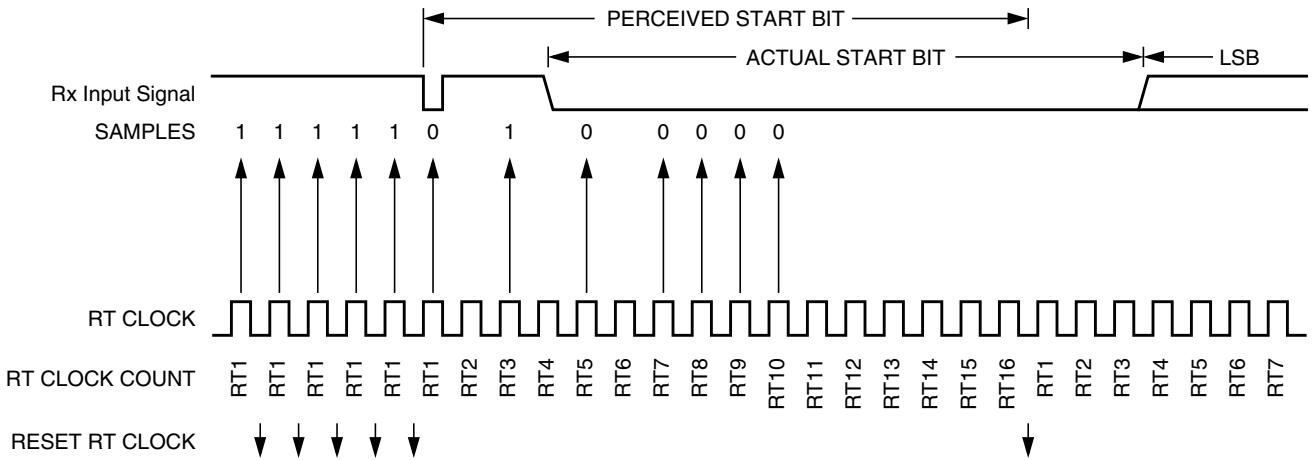 PERCEIVED START BIT
ACTUAL START BIT LSB
Rx Input Signal
SAMPLES 1 1 1 1 1 0 1 0 0 0 0 0
RT CLOCK
RT CLOCK COUNT RT1 RT1 RT1 RT1 RT1 RT1 RT2 RT3 RT4 RT5 RT6 RT7 RT8 RT9 RT10 RT11 RT12 RT13 RT14 RT15 RT16 RT1 RT2 RT3 RT4 RT5 RT6 RT7
RESET RT CLOCK